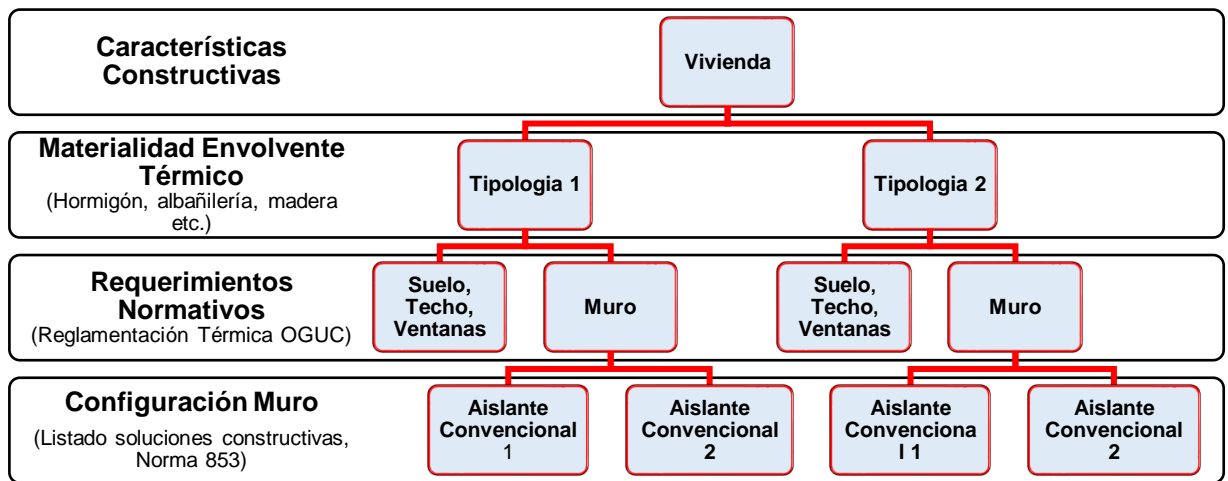 Características
Constructivas
Vivienda
Materialidad Envolvente
Térmico
(Hormigón, albañilería, madera
etc.)
Tipologia 1
Tipologia 2
Requerimientos
Normativos
(Reglamentación Térmica OGUC)
Suelo,
Techo,
Ventanas
Muro
Suelo,
Techo,
Ventanas
Muro
Configuración Muro
(Listado soluciones constructivas,
Norma 853)
Aislante
Convencional
1
Aislante
Convencional
2
Aislante
Convenciona
l 1
Aislante
Convencional
2